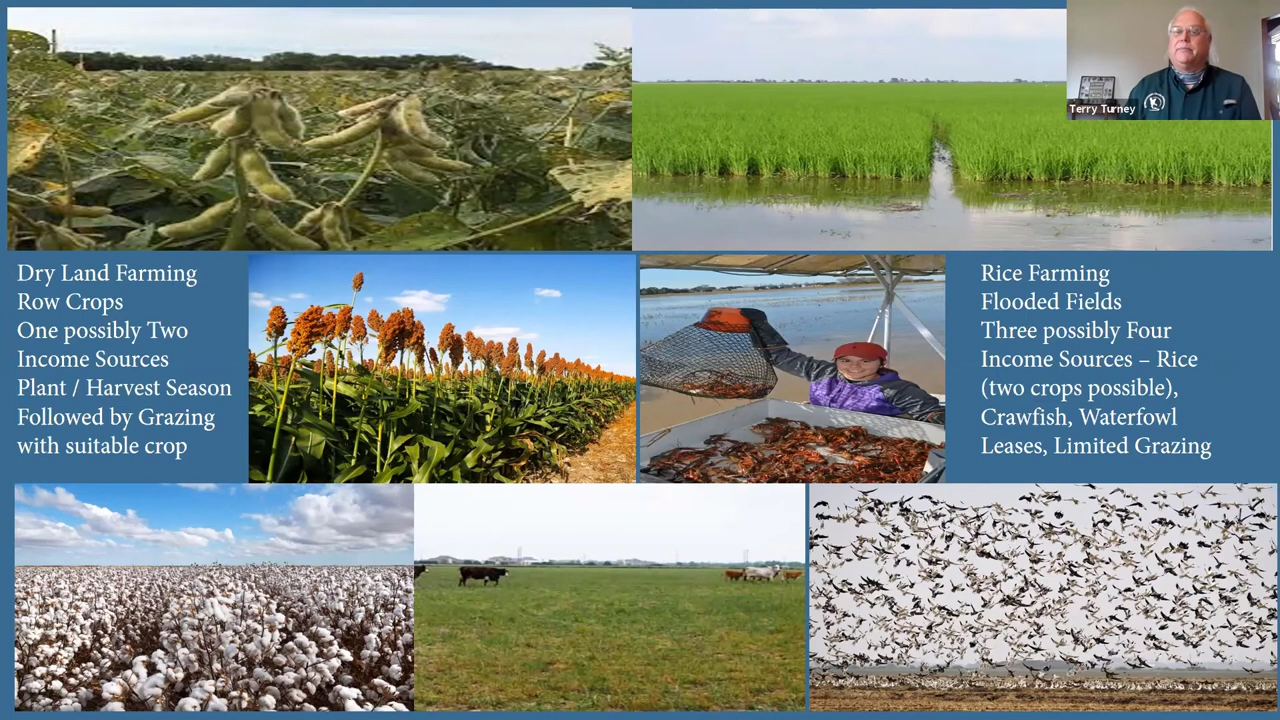 Terry Turney
Dry Land Farming
Row Crops
One possibly Two
Income Sources
Plant / Harvest Season
Followed by Grazing
with suitable crop
Rice Farming
Flooded Fields
Three possibly Four
Income Sources – Rice
(two crops possible),
Crawfish, Waterfowl
Leases, Limited Grazing